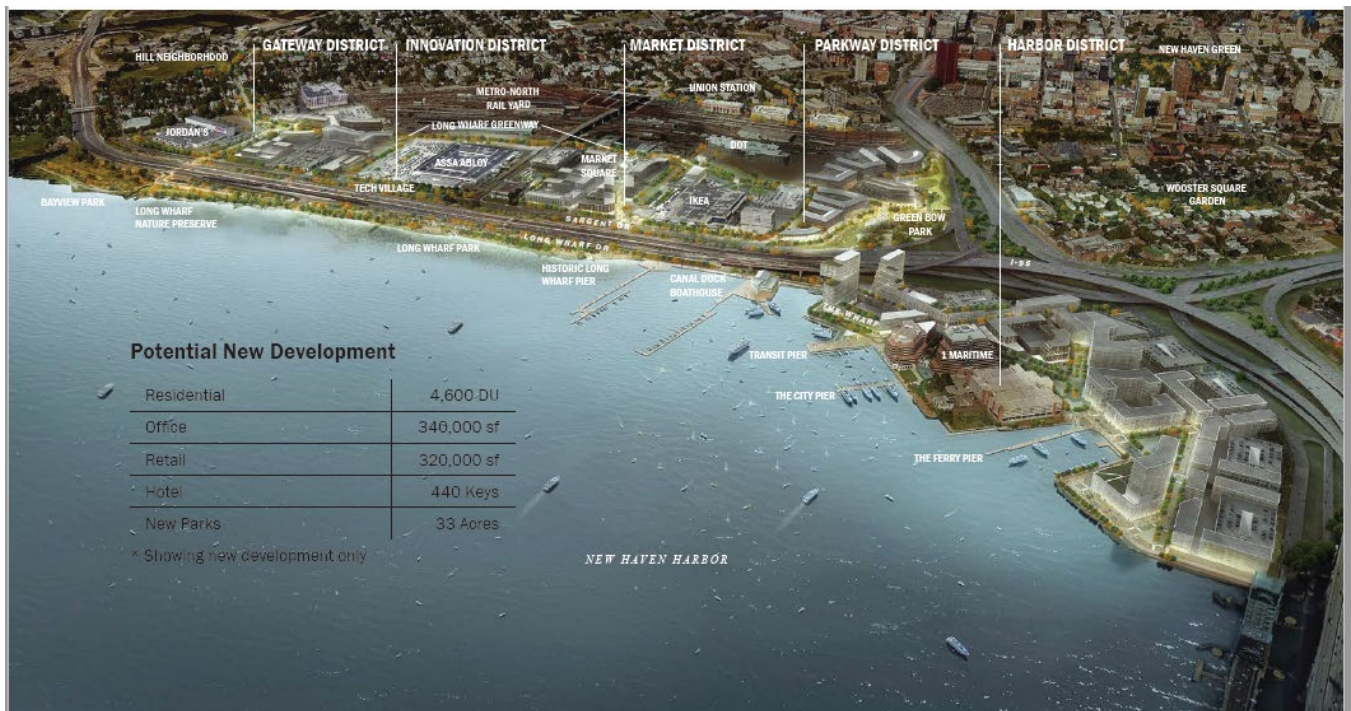 GATEWAY DISTRICT
INNOVATION DISTRICT
MARKET DISTRICT
PARKWAY DISTRICT
HARBOR DISTRICT
HILL NEIGHBORHOOD
NEW HAVEN GREEN
METRO-NORTH
RAIL YARD
UNION STATION
JORDAN'S
LONG WHARF GREENWAY
DOT
ASSA ABLOY
MARKET
SQUARE
TECH VILLAGE
IKEA
WOOSTER SQUARE
GARDEN
BAYVIEW PARK
LONG WHARF
NATURE PRESERVE
SARGENT DR
GREEN BOW
PARK
LONG WHARF DR
LONG WHARF PARK
I-95
HISTORIC LONG
WHARF PIER
CANAL DOCK
BOATHOUSE
THE WHARF
TRANSIT PIER
1 MARITIME
THE CITY PIER
THE FERRY PIER
Potential New Development
Residential 4,600 DU
Office 340,000 sf
Retail 320,000 sf
Hotel 440 Keys
New Parks 33 Acres
* Showing new development only
NEW HAVEN HARBOR